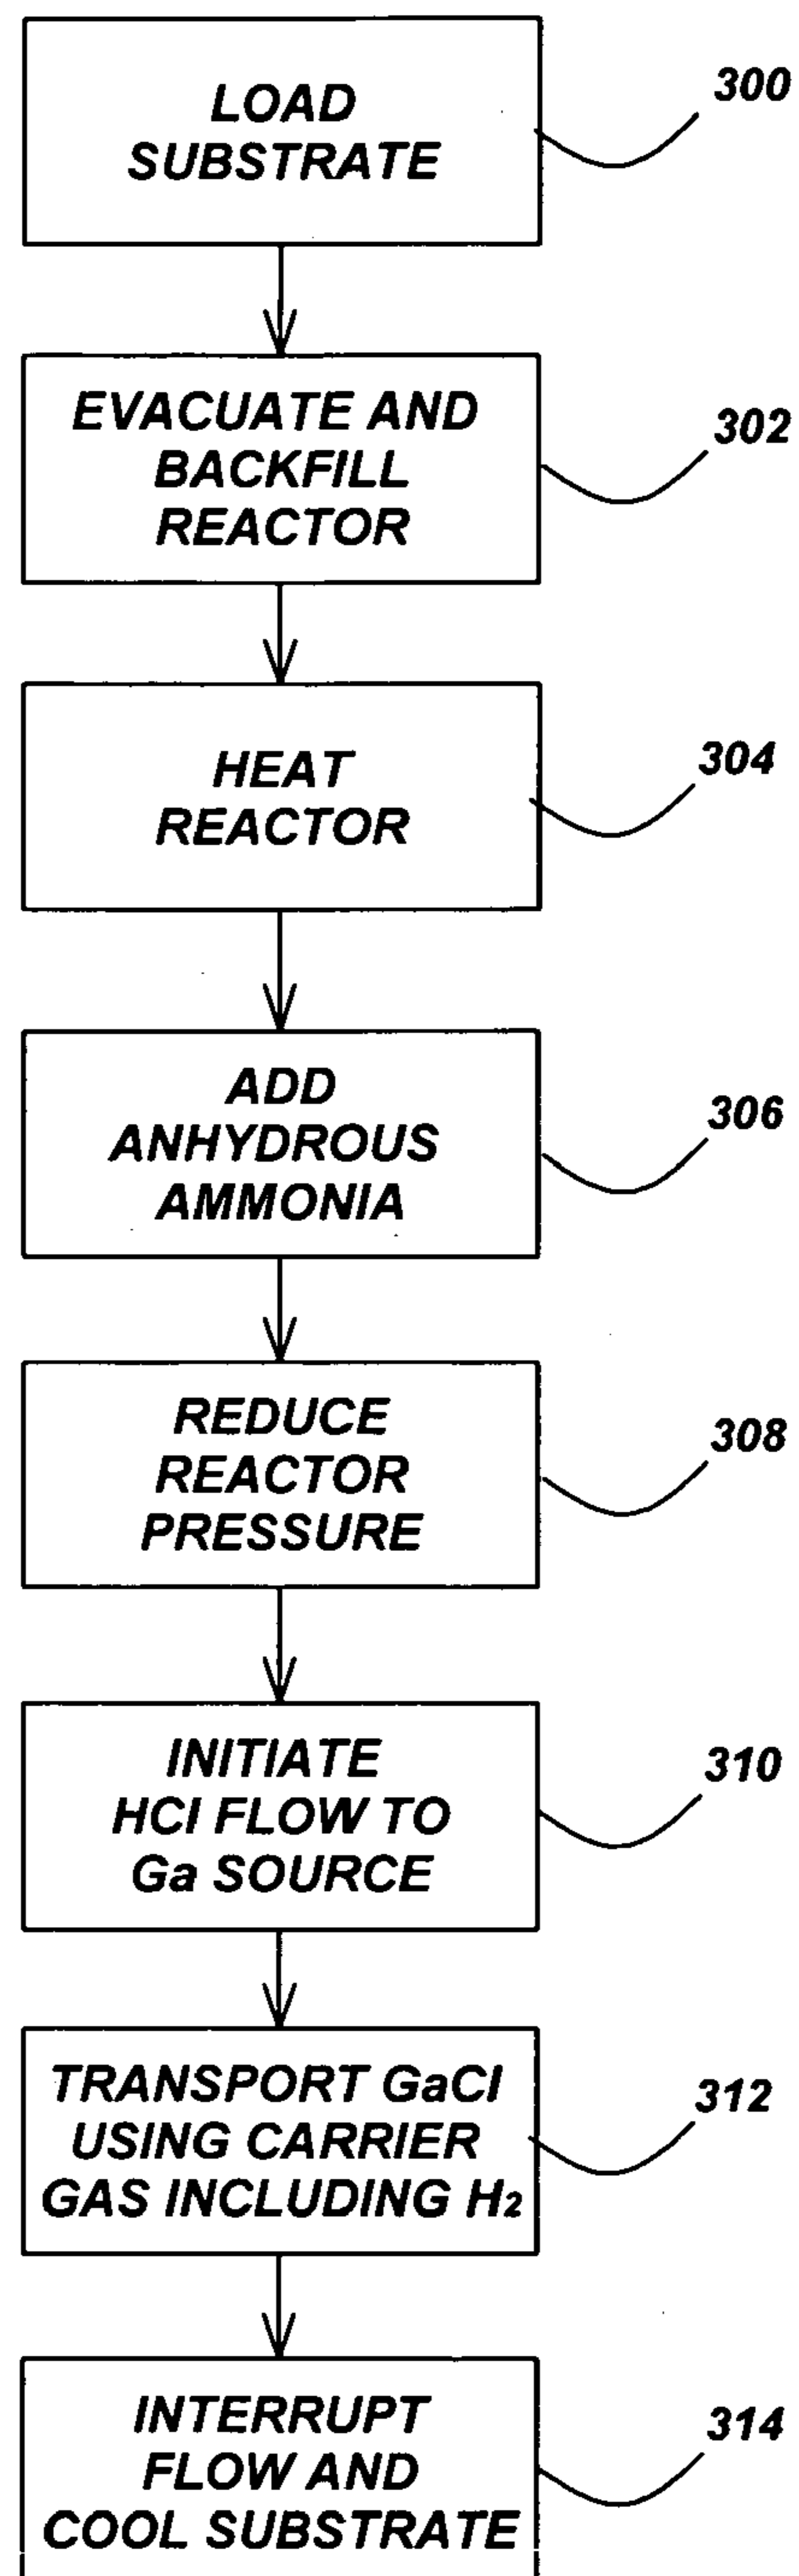 LOAD
SUBSTRATE
300
EVACUATE AND
BACKFILL
REACTOR
302
HEAT
REACTOR
304
ADD
ANHYDROUS
AMMONIA
306
REDUCE
REACTOR
PRESSURE
308
INITIATE
HCl FLOW TO
Ga SOURCE
310
TRANSPORT GaCl
USING CARRIER
GAS INCLUDING H₂
312
INTERRUPT
FLOW AND
COOL SUBSTRATE
314